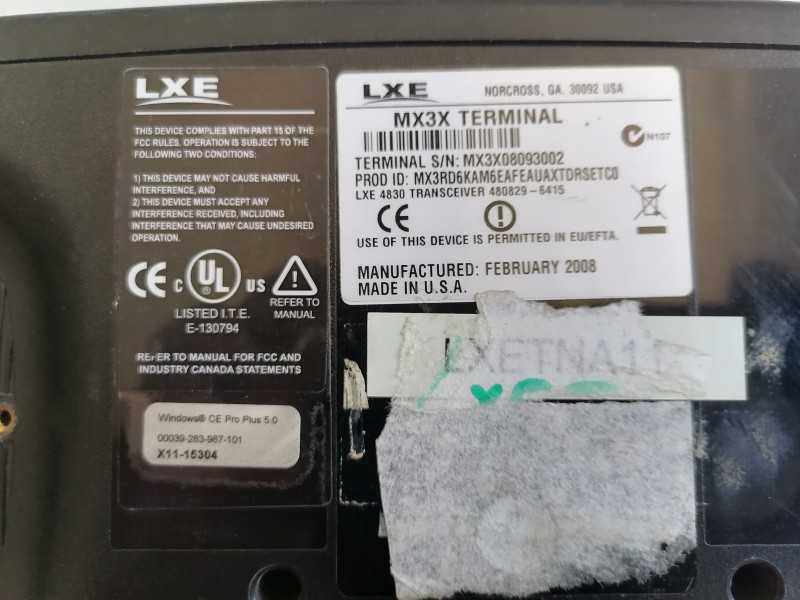 LXE
THIS DEVICE COMPLIES WITH PART 15 OF THE
FCC RULES. OPERATION IS SUBJECT TO THE
FOLLOWING TWO CONDITIONS:
1) THIS DEVICE MAY NOT CAUSE HARMFUL
INTERFERENCE, AND
2) THIS DEVICE MUST ACCEPT ANY
INTERFERENCE RECEIVED, INCLUDING
INTERFERENCE THAT MAY CAUSE UNDESIRED
OPERATION.
CE C UL US
REFER TO
MANUAL
LISTED I.T.E.
E-130794
REFER TO MANUAL FOR FCC AND
INDUSTRY CANADA STATEMENTS
Windows® CE Pro Plus 5.0
00039-263-987-101
X11-15304
LXE NORCROSS, GA. 30092 USA
MX3X TERMINAL
N107
TERMINAL S/N: MX3X08093002
PROD ID: MX3RD6KAM6EAFEAUAXTDRSETC0
LXE 4830 TRANSCEIVER 480829-6415
CE
USE OF THIS DEVICE IS PERMITTED IN EU/EFTA.
MANUFACTURED: FEBRUARY 2008
MADE IN U.S.A.